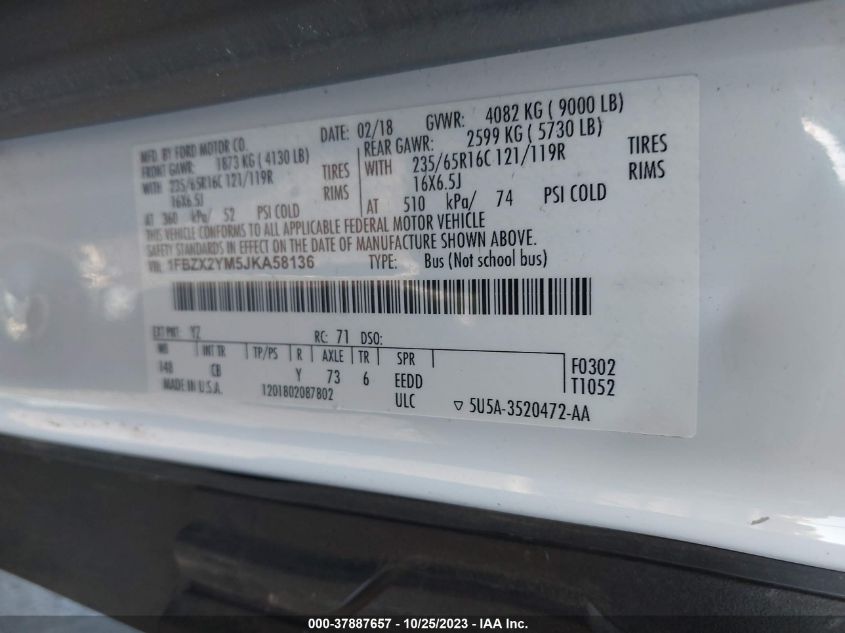 MFD. BY FORD MOTOR CO. DATE: 02/18 GVWR: 4082 KG ( 9000 LB)
FRONT GAWR: 1873 KG ( 4130 LB) REAR GAWR: 2599 KG ( 5730 LB)
WITH 235/65R16C 121/119R TIRES WITH 235/65R16C 121/119R TIRES
16X6.5J RIMS 16X6.5J RIMS
AT 360 kPa/ 52 PSI COLD AT 510 kPa/ 74 PSI COLD
THIS VEHICLE CONFORMS TO ALL APPLICABLE FEDERAL MOTOR VEHICLE
SAFETY STANDARDS IN EFFECT ON THE DATE OF MANUFACTURE SHOWN ABOVE.
VIN: 1FBZX2YM5JKA58136 TYPE: Bus (Not school bus)
EXT PNT: YZ RC: 71 DSO:
WB INT TR TP/PS R AXLE TR SPR F0302
148 CB Y 73 6 EEDD T1052
MADE IN U.S.A. 1201802087802 ULC ▽ 5U5A-3520472-AA
000-37887657 - 10/25/2023 - IAA Inc.